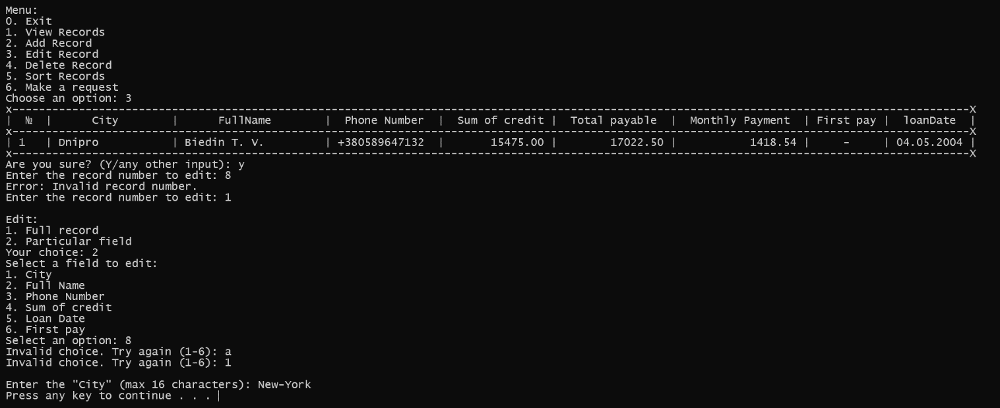 Menu:
0. Exit
1. View Records
2. Add Record
3. Edit Record
4. Delete Record
5. Sort Records
6. Make a request
Choose an option: 3
x-------------------------------------------------------------------------------------------------------------------------------------------------X
|  №  |      City        |      FullName        |  Phone Number  |  Sum of credit |  Total payable  |  Monthly Payment  | First pay |  loanDate  |
x-------------------------------------------------------------------------------------------------------------------------------------------------X
| 1   | Dnipro           | Biedin T. V.         | +380589647132  |       15475.00 |        17022.50 |           1418.54 |     -     | 04.05.2004 |
x-------------------------------------------------------------------------------------------------------------------------------------------------X
Are you sure? (Y/any other input): y
Enter the record number to edit: 8
Error: Invalid record number.
Enter the record number to edit: 1
Edit:
1. Full record
2. Particular field
Your choice: 2
Select a field to edit:
1. City
2. Full Name
3. Phone Number
4. Sum of credit
5. Loan Date
6. First pay
Select an option: 8
Invalid choice. Try again (1-6): a
Invalid choice. Try again (1-6): 1
Enter the "City" (max 16 characters): New-York
Press any key to continue . . .